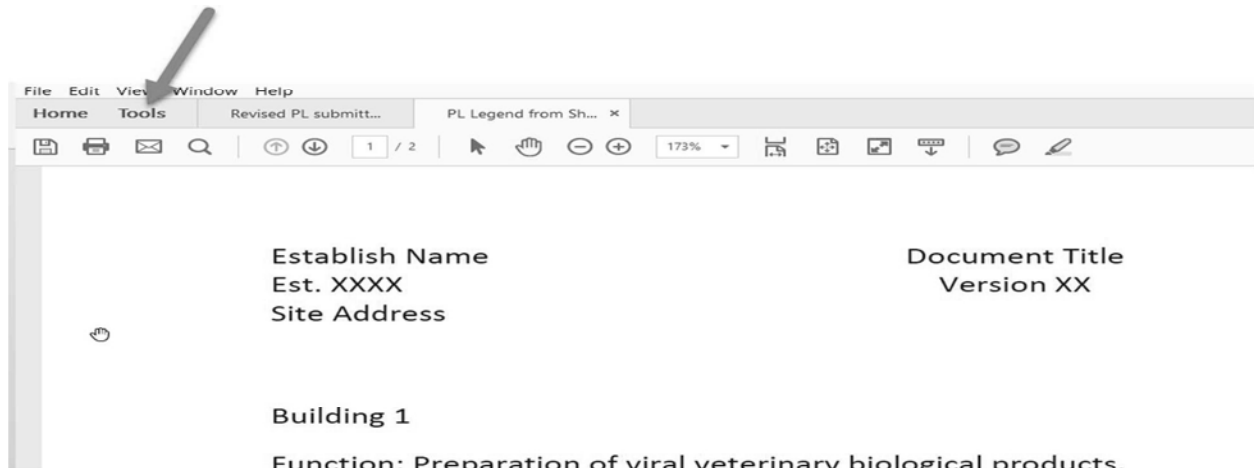 File Edit View Window Help
Home Tools Revised PL submitt... PL Legend from Sh... ×
1 / 2 173%
Establish Name Document Title
Est. XXXX Version XX
Site Address
Building 1
Function: Preparation of viral veterinary biological products.